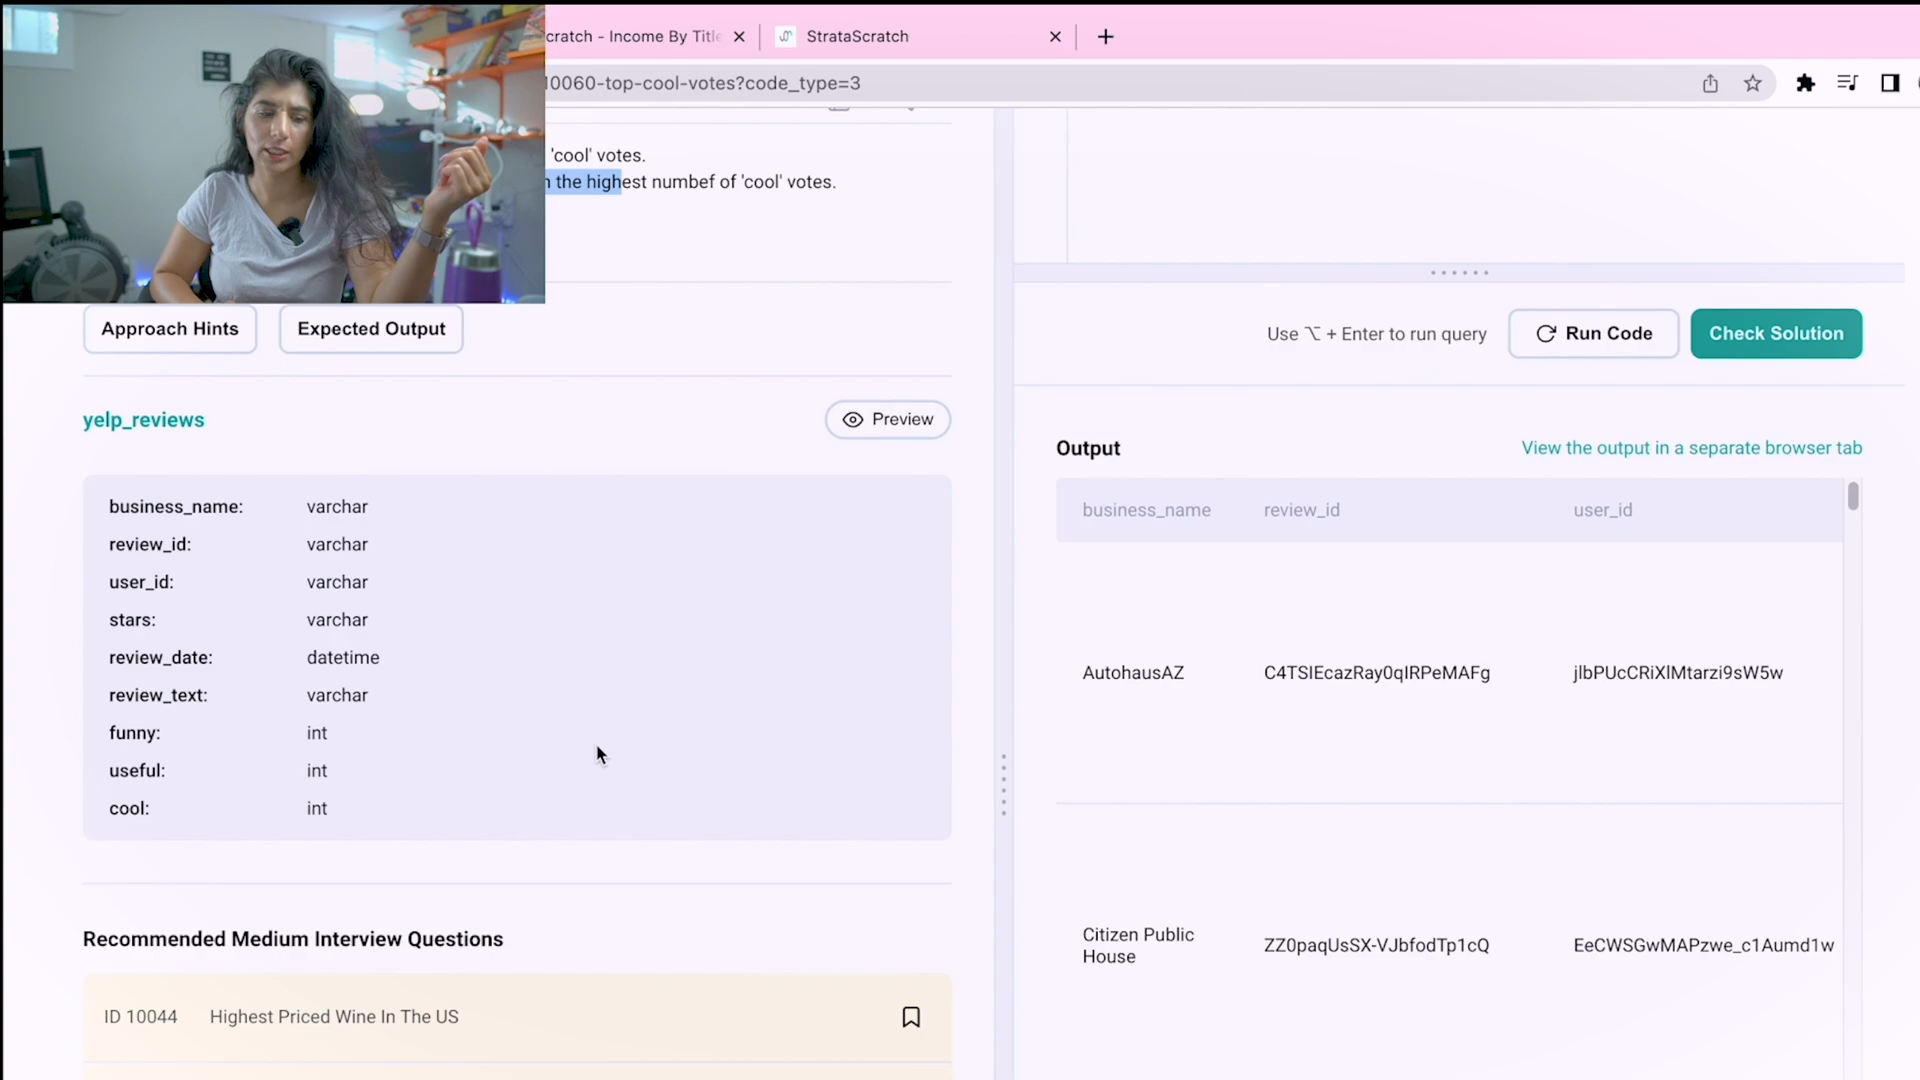 cratch - Income By Title
StrataScratch
10060-top-cool-votes?code_type=3
'cool' votes.
the highest numbef of 'cool' votes.
Approach Hints
Expected Output
Use ⌥ + Enter to run query
Run Code
Check Solution
yelp_reviews
Preview
business_name: varchar
review_id: varchar
user_id: varchar
stars: varchar
review_date: datetime
review_text: varchar
funny: int
useful: int
cool: int
Recommended Medium Interview Questions
ID 10044 Highest Priced Wine In The US
Output
View the output in a separate browser tab
business_name review_id user_id
AutohausAZ C4TSIEcazRay0qIRPeMAFg jlbPUcCRiXlMtarzi9sW5w
Citizen Public
House
ZZ0paqUsSX-VJbfodTp1cQ EeCWSGwMAPzwe_c1Aumd1w